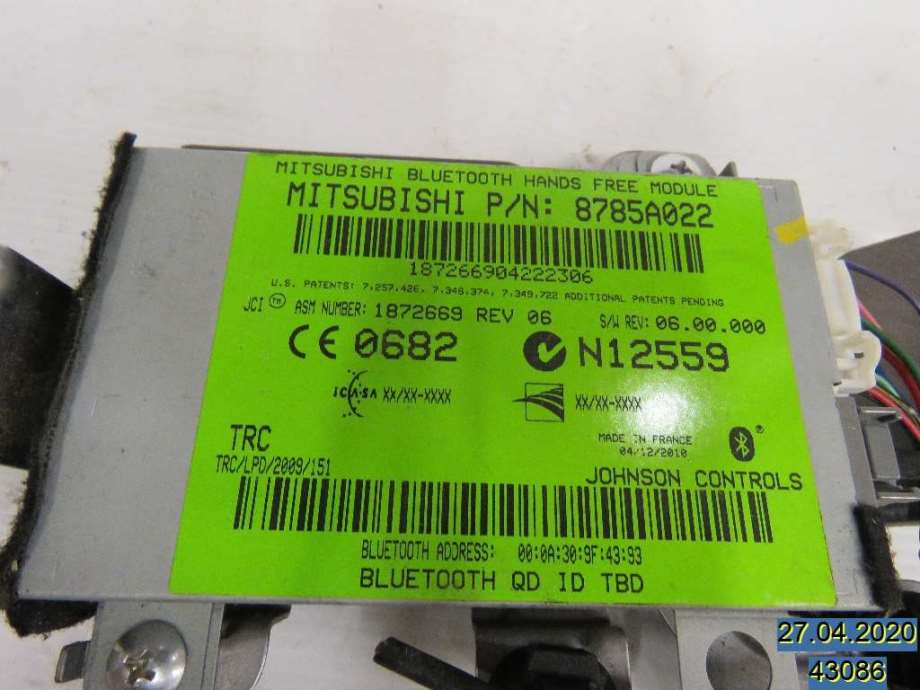 MITSUBISHI BLUETOOTH HANDS FREE MODULE
MITSUBISHI P/N: 8785A022
187266904222306
U.S. PATENTS: 7,257,426, 7,346,374, 7,349,722 ADDITIONAL PATENTS PENDING
JCI TM ASM NUMBER: 1872669 REV 06 S/W REV: 06.00.000
CE 0682 N12559
ICASA XX/XX-XXXX XX/XX-XXXX
TRC
TRC/LPD/2009/151
MADE IN FRANCE
04/12/2010
®
JOHNSON CONTROLS
BLUETOOTH ADDRESS: 00:0A:30:9F:43:93
BLUETOOTH QD ID TBD
27.04.2020
43086